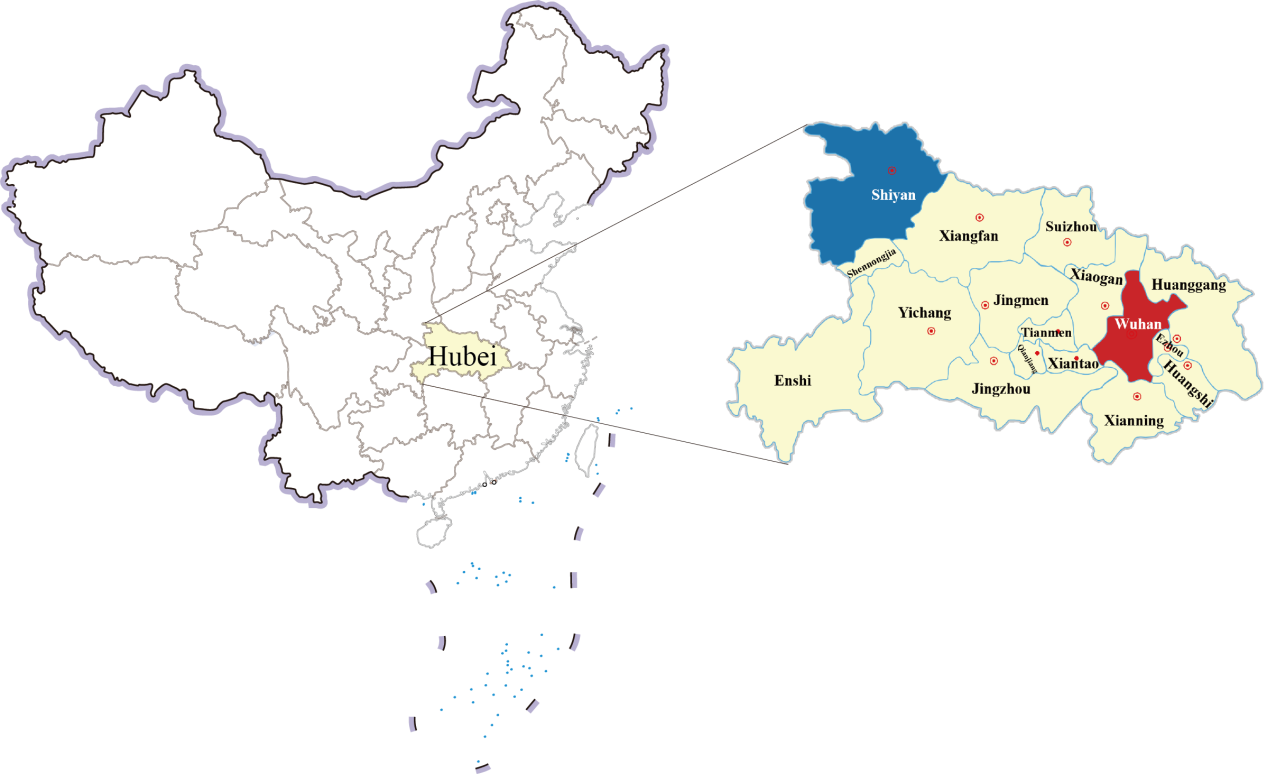 Hubei
Shiyan
Xiangfan
Suizhou
Shennongjia
Xiaogan
Huanggang
Yichang
Jingmen
Wuhan
Tianmen
Ezhou
Qianjiang
Xiantao
Enshi
Jingzhou
Huangshi
Xianning